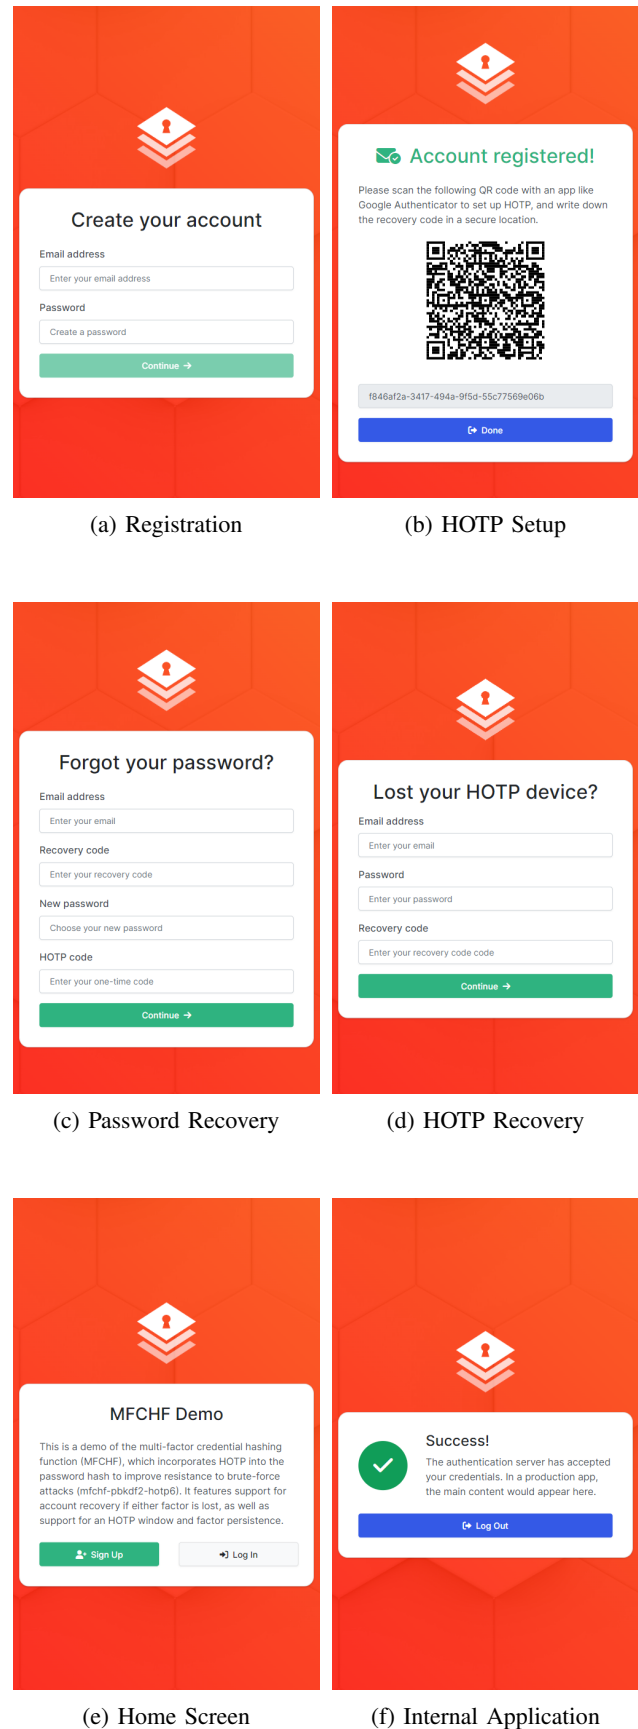 Create your account
Email address
Enter your email address
Password
Create a password
Continue →
(a) Registration
Account registered!
Please scan the following QR code with an app like
Google Authenticator to set up HOTP, and write down
the recovery code in a secure location.
f846af2a-3417-494a-9f5d-55c77569e06b
Done
(b) HOTP Setup
Forgot your password?
Email address
Enter your email
Recovery code
Enter your recovery code
New password
Choose your new password
HOTP code
Enter your one-time code
Continue →
(c) Password Recovery
Lost your HOTP device?
Email address
Enter your email
Password
Enter your password
Recovery code
Enter your recovery code code
Continue →
(d) HOTP Recovery
MFCHF Demo
This is a demo of the multi-factor credential hashing
function (MFCHF), which incorporates HOTP into the
password hash to improve resistance to brute-force
attacks (mfchf-pbkdf2-hotp6). It features support for
account recovery if either factor is lost, as well as
support for an HOTP window and factor persistence.
Sign Up
Log In
(e) Home Screen
Success!
The authentication server has accepted
your credentials. In a production app,
the main content would appear here.
Log Out
(f) Internal Application